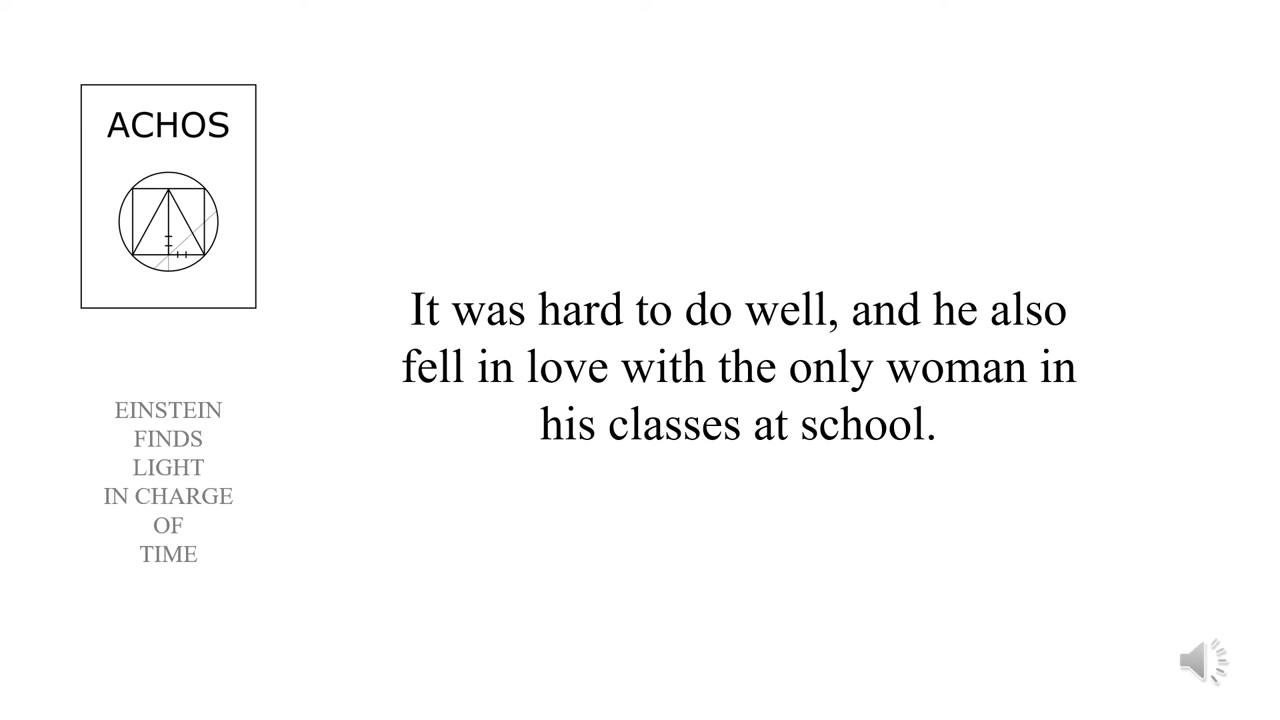 ACHOS
EINSTEIN
FINDS
LIGHT
IN CHARGE
OF
TIME
It was hard to do well, and he also
fell in love with the only woman in
his classes at school.